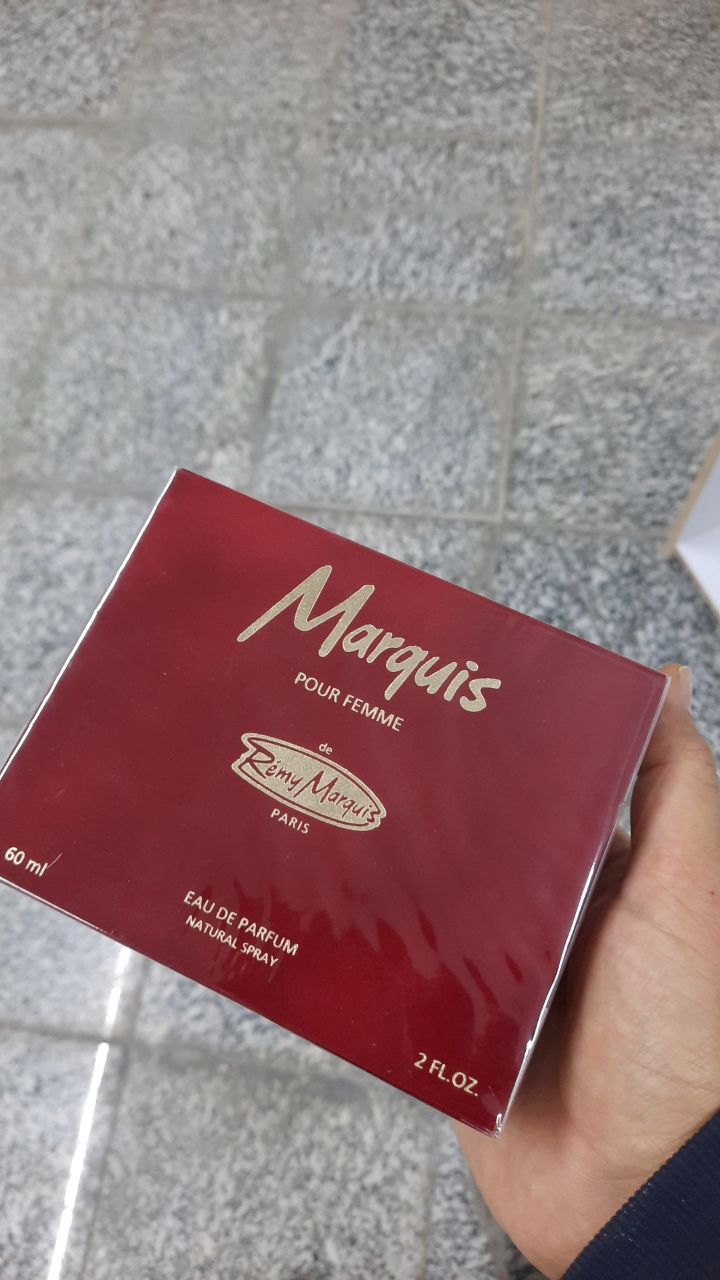 Marquis
POUR FEMME
de
Rémy Marquis
PARIS
60 ml
EAU DE PARFUM
NATURAL SPRAY
2 FL.OZ.